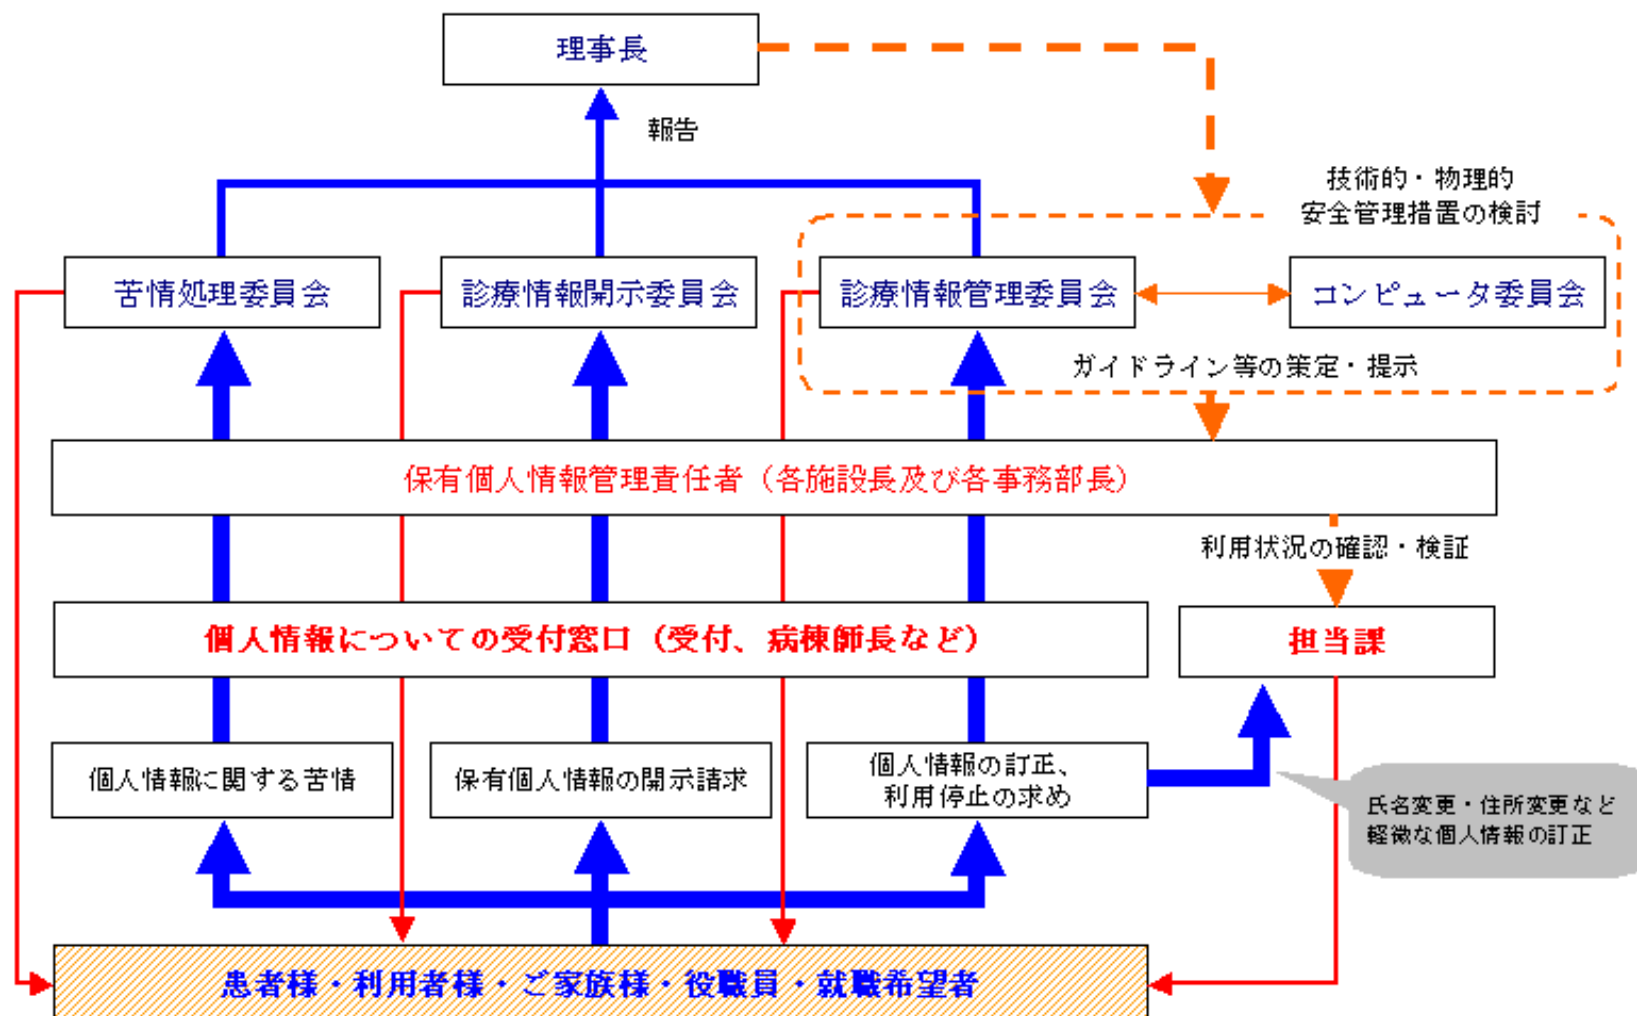 理事長
報告
技術的・物理的
安全管理措置の検討
苦情処理委員会
診療情報開示委員会
診療情報管理委員会
コンピュータ委員会
ガイドライン等の策定・提示
保有個人情報管理責任者（各施設長及び各事務部長）
利用状況の確認・検証
個人情報についての受付窓口（受付、病棟師長など）
担当課
個人情報に関する苦情
保有個人情報の開示請求
個人情報の訂正、
利用停止の求め
氏名変更・住所変更など
軽微な個人情報の訂正
患者様・利用者様・ご家族様・役職員・就職希望者